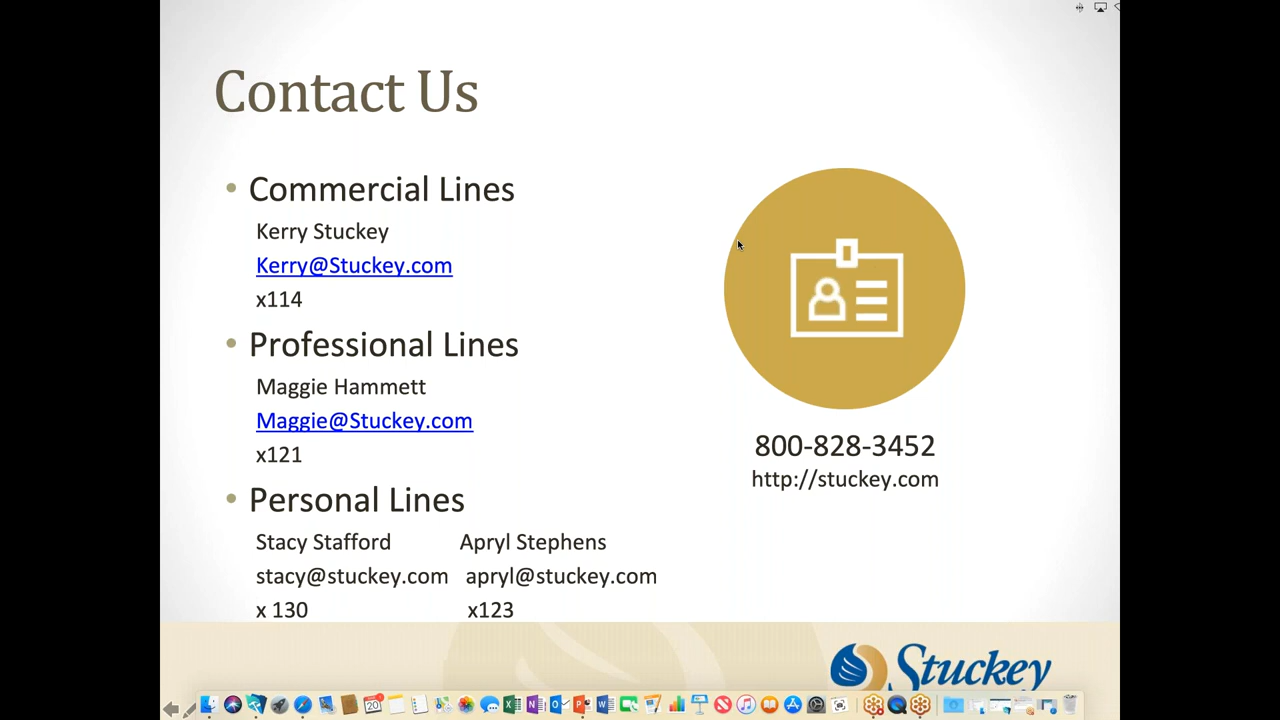 Contact Us
• Commercial Lines
Kerry Stuckey
Kerry@Stuckey.com
x114
• Professional Lines
Maggie Hammett
Maggie@Stuckey.com
x121
• Personal Lines
Stacy Stafford Apryl Stephens
stacy@stuckey.com apryl@stuckey.com
x 130 x123
800-828-3452
http://stuckey.com
Stuckey
20